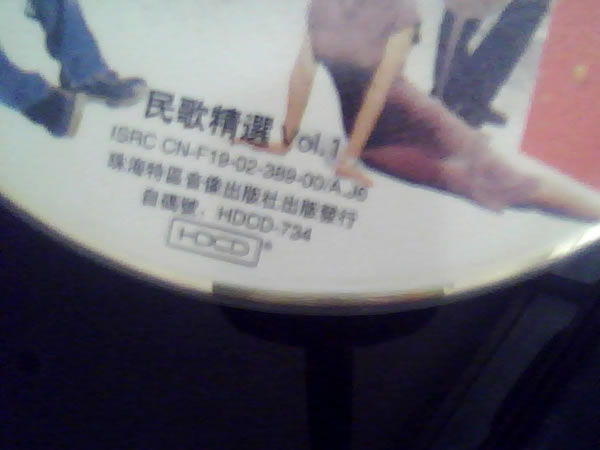 民歌精選 vol.1
ISRC CN-F19-02-389-00/A.J6
珠海特區音像出版社出版發行
自碼號．HDCD-734
HDCD®